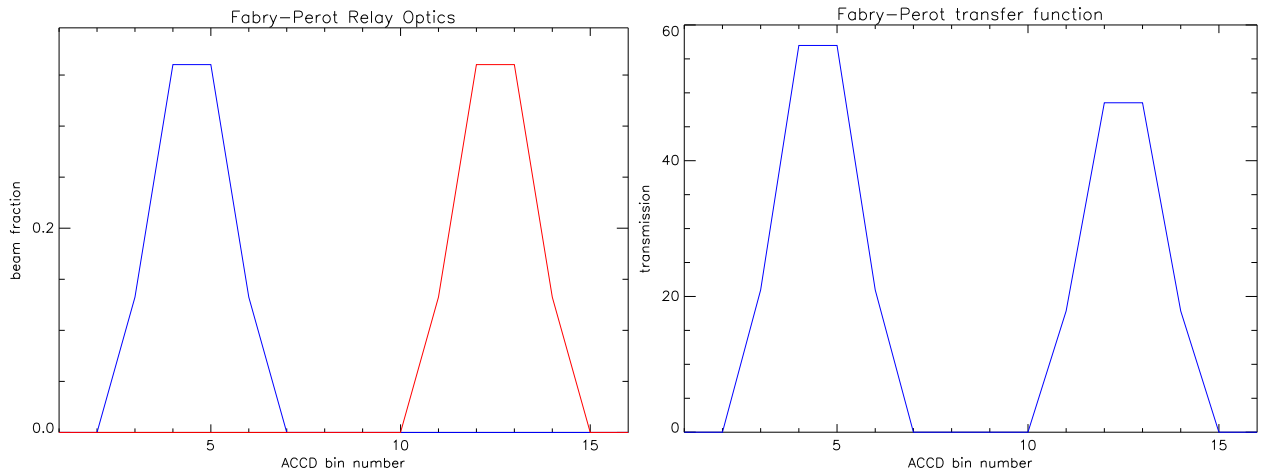 Fabry-Perot Relay Optics
beam fraction
0.2
0.0
5
10
15
ACCD bin number
Fabry-Perot transfer function
transmission
60
40
20
0
5
10
15
ACCD bin number